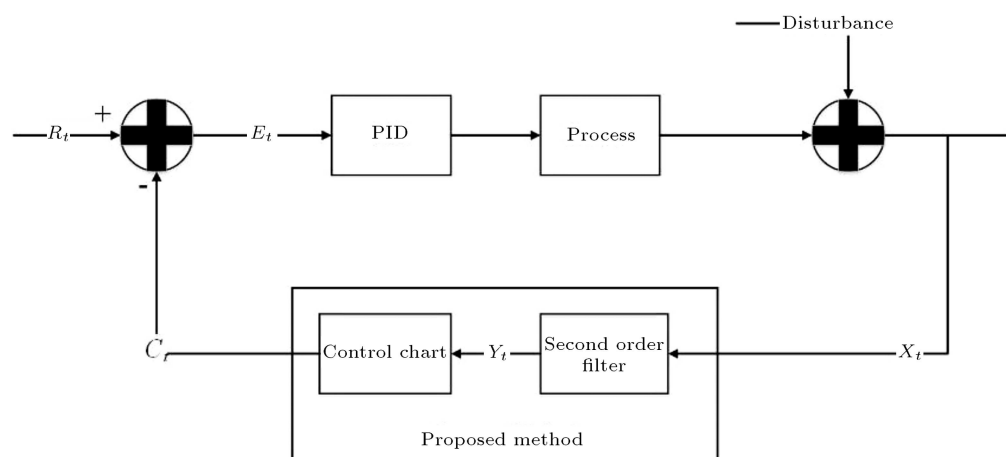 Disturbance
+
R_t
E_t
PID
Process
-
C_t
Control chart
Y_t
Second order
filter
X_t
Proposed method